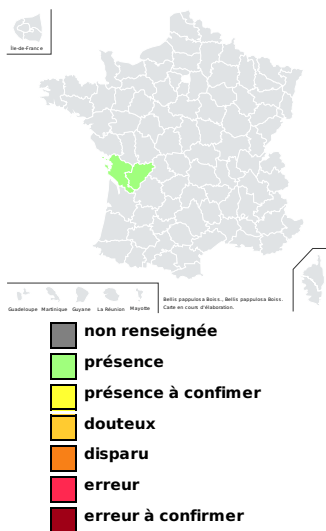 Île-de-France
Guadeloupe Martinique Guyane La Réunion Mayotte
Bellis pappulosa Boiss., Bellis pappulosa Boiss.
Carte en cours d'élaboration.
non renseignée
présence
présence à confimer
douteux
disparu
erreur
erreur à confirmer